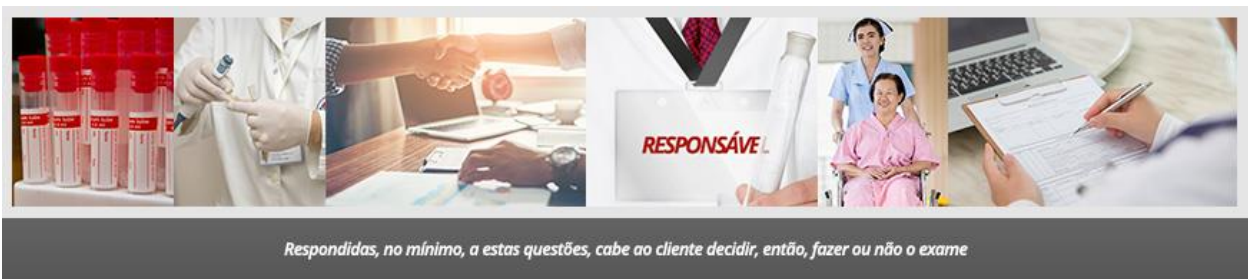 RESPONSÁVEL
Respondidas, no mínimo, a estas questões, cabe ao cliente decidir, então, fazer ou não o exame